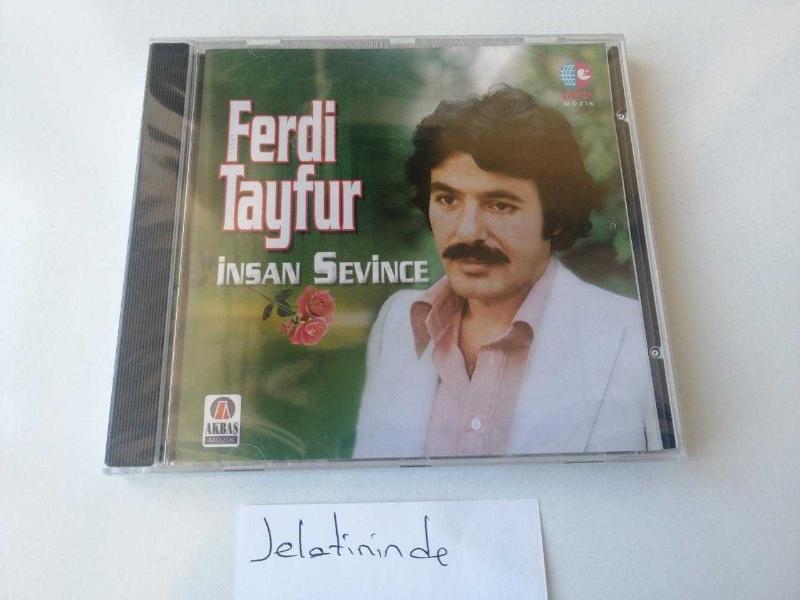 Ferdi
Tayfur
İNSAN SEVİNCE
MÜZİK
AKBAŞ
MÜZİK
Jelatininde